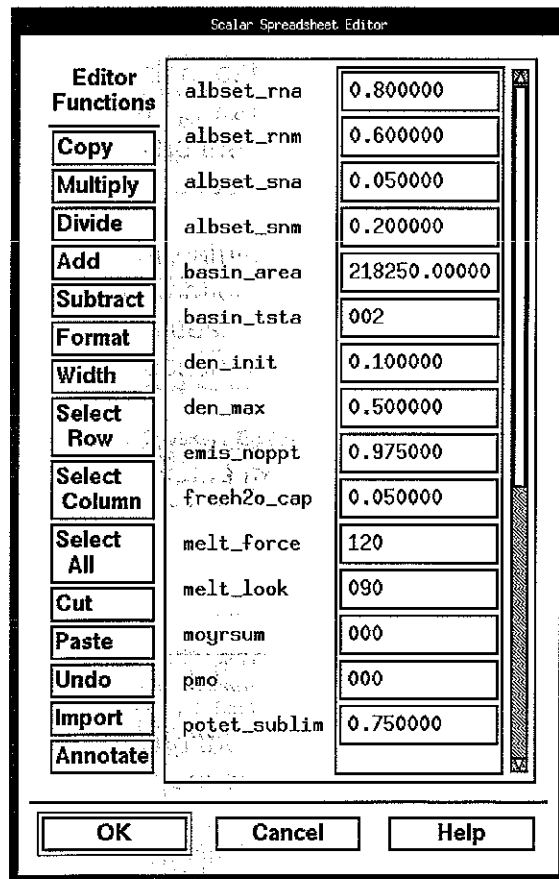 Scalar Spreadsheet Editor
Editor
Functions
Copy
Multiply
Divide
Add
Subtract
Format
Width
Select
Row
Select
Column
Select
All
Cut
Paste
Undo
Import
Annotate
albset_rna 0.800000
albset_rnm 0.600000
albset_sna 0.050000
albset_snm 0.200000
basin_area 218250.00000
basin_tsta 002
den_init 0.100000
den_max 0.500000
emis_noppt 0.975000
freeh2o_cap 0.050000
melt_force 120
melt_look 090
moyrsum 000
pmo 000
potet_sublim 0.750000
OK Cancel Help